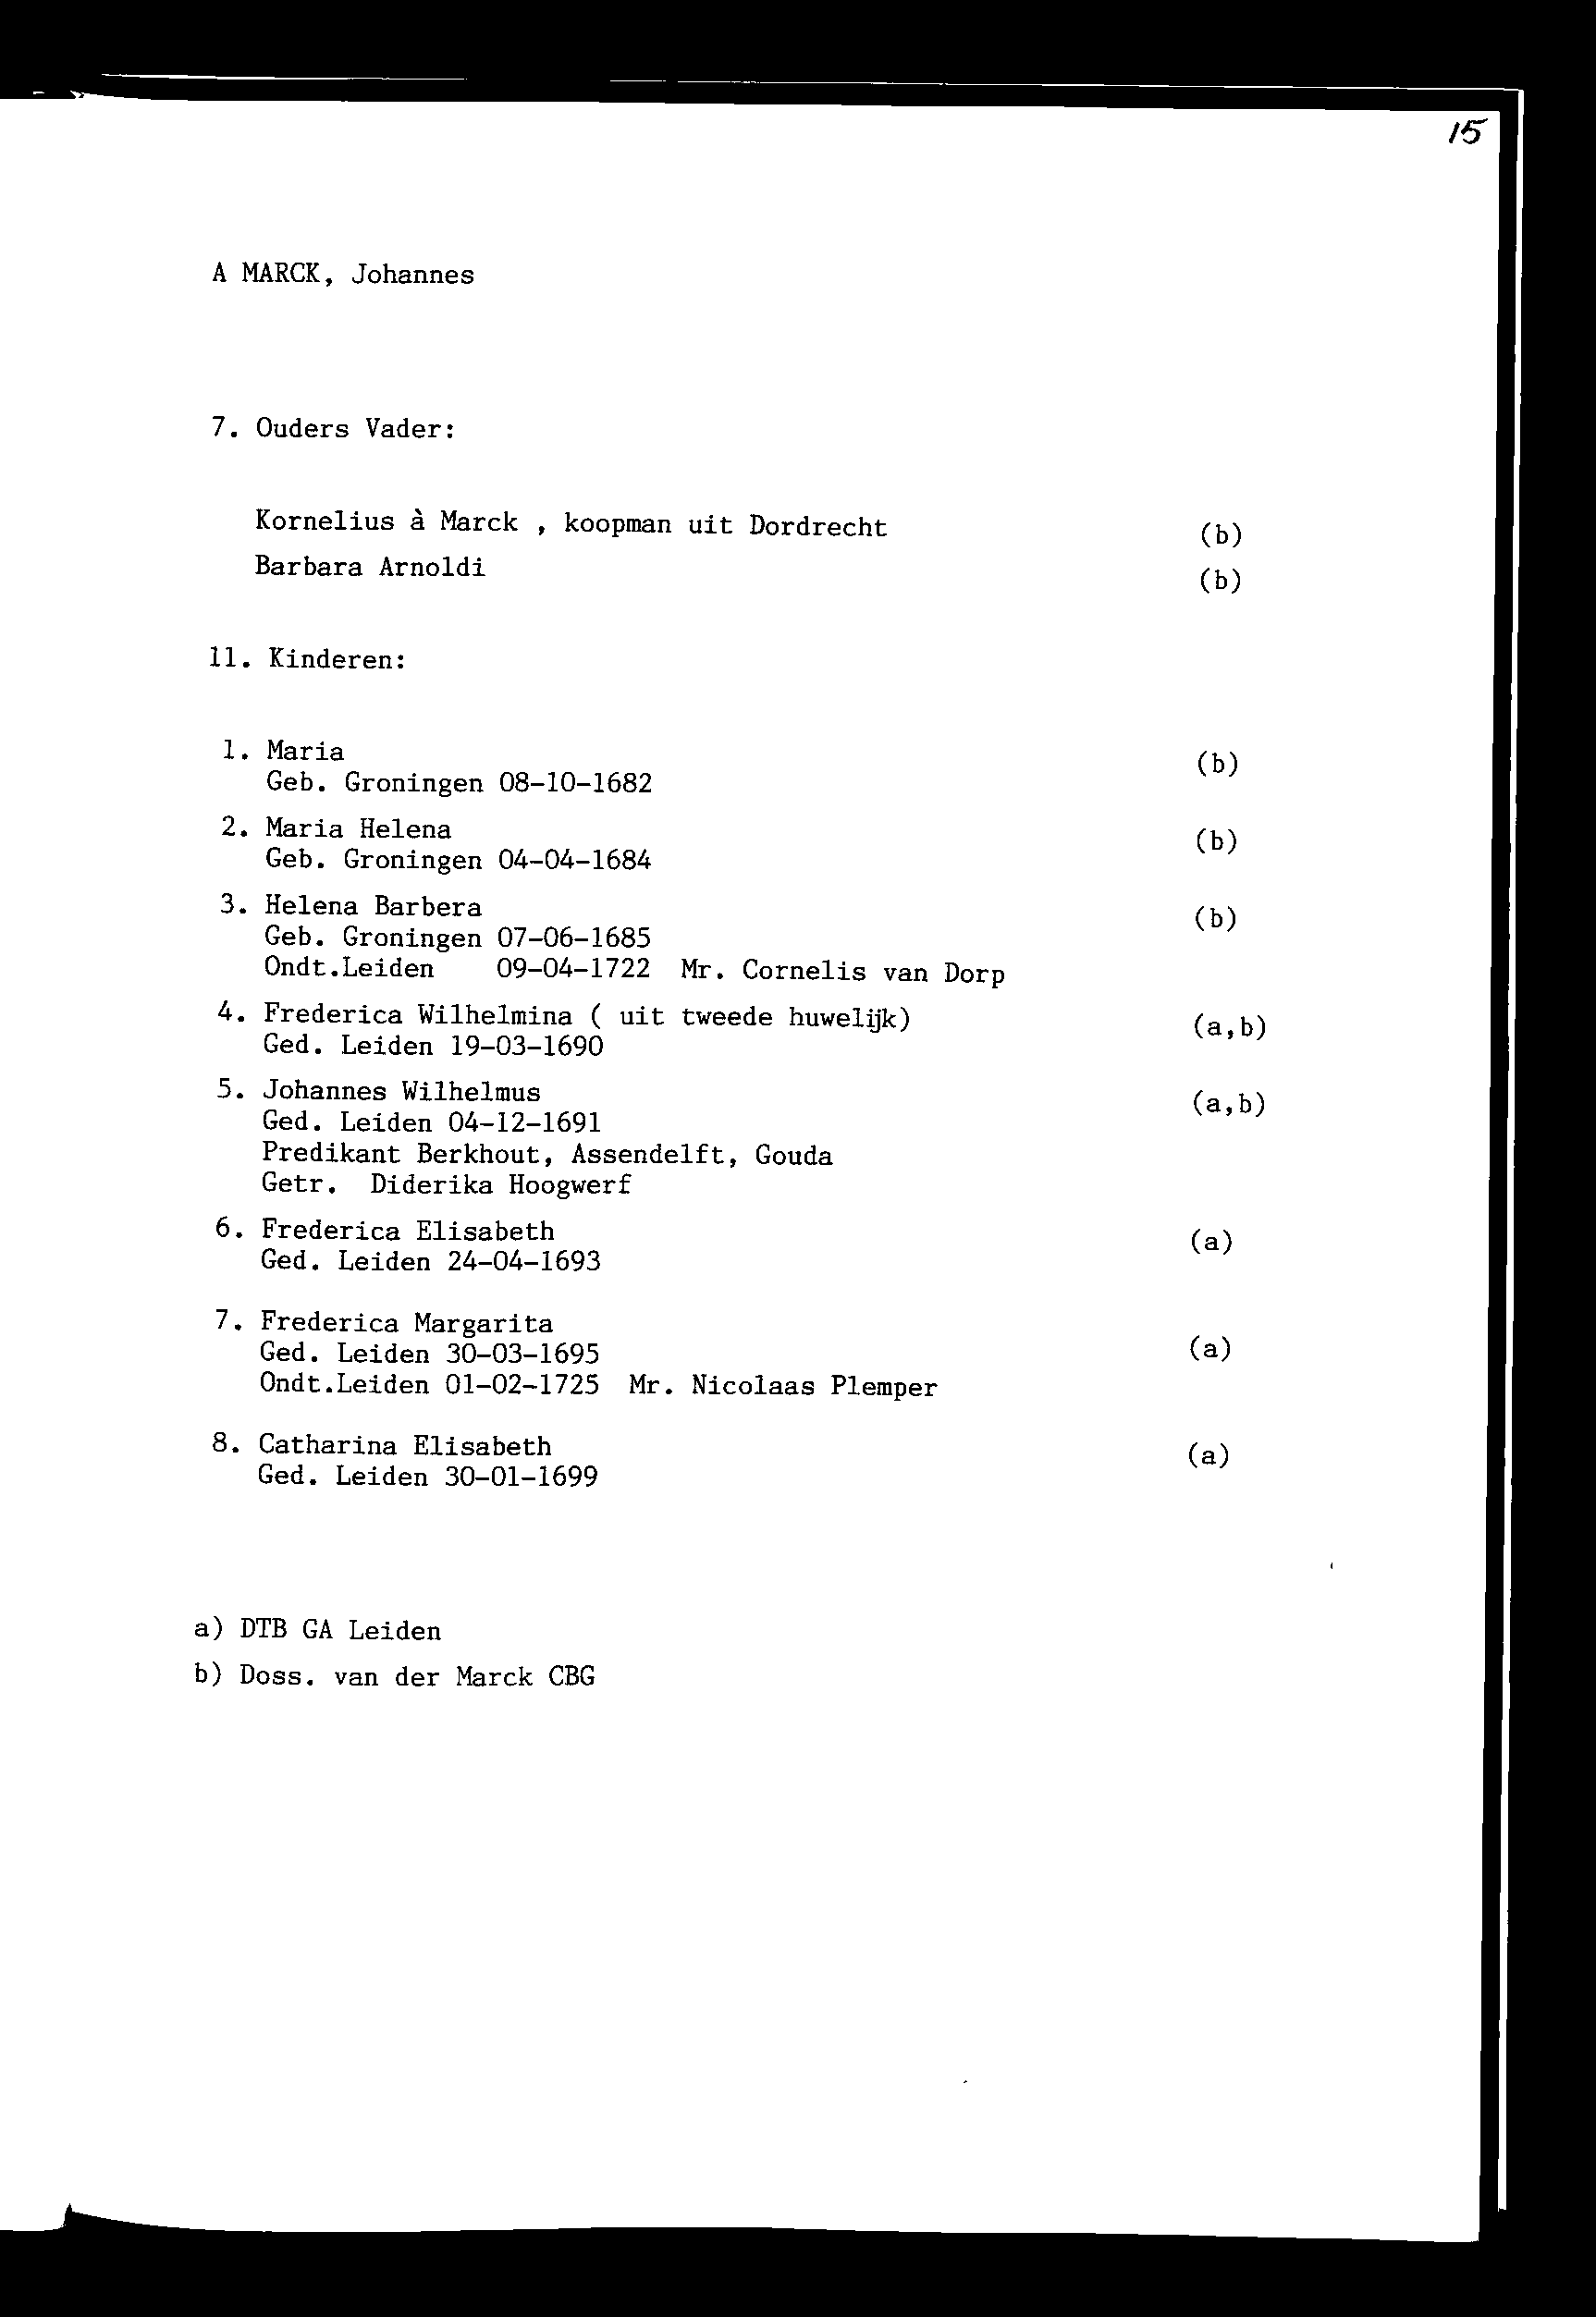 15
A MARCK, Johannes
7. Ouders Vader:
Kornelius à Marck , koopman uit Dordrecht (b)
Barbara Arnoldi (b)
11. Kinderen:
1. Maria (b)
Geb. Groningen 08-10-1682
2. Maria Helena (b)
Geb. Groningen 04-04-1684
3. Helena Barbera (b)
Geb. Groningen 07-06-1685
Ondt.Leiden 09-04-1722 Mr. Cornelis van Dorp
4. Frederica Wilhelmina ( uit tweede huwelijk) (a,b)
Ged. Leiden 19-03-1690
5. Johannes Wilhelmus (a,b)
Ged. Leiden 04-12-1691
Predikant Berkhout, Assendelft, Gouda
Getr. Diderika Hoogwerf
6. Frederica Elisabeth (a)
Ged. Leiden 24-04-1693
7. Frederica Margarita
Ged. Leiden 30-03-1695 (a)
Ondt.Leiden 01-02-1725 Mr. Nicolaas Plemper
8. Catharina Elisabeth (a)
Ged. Leiden 30-01-1699
a) DTB GA Leiden
b) Doss. van der Marck CBG